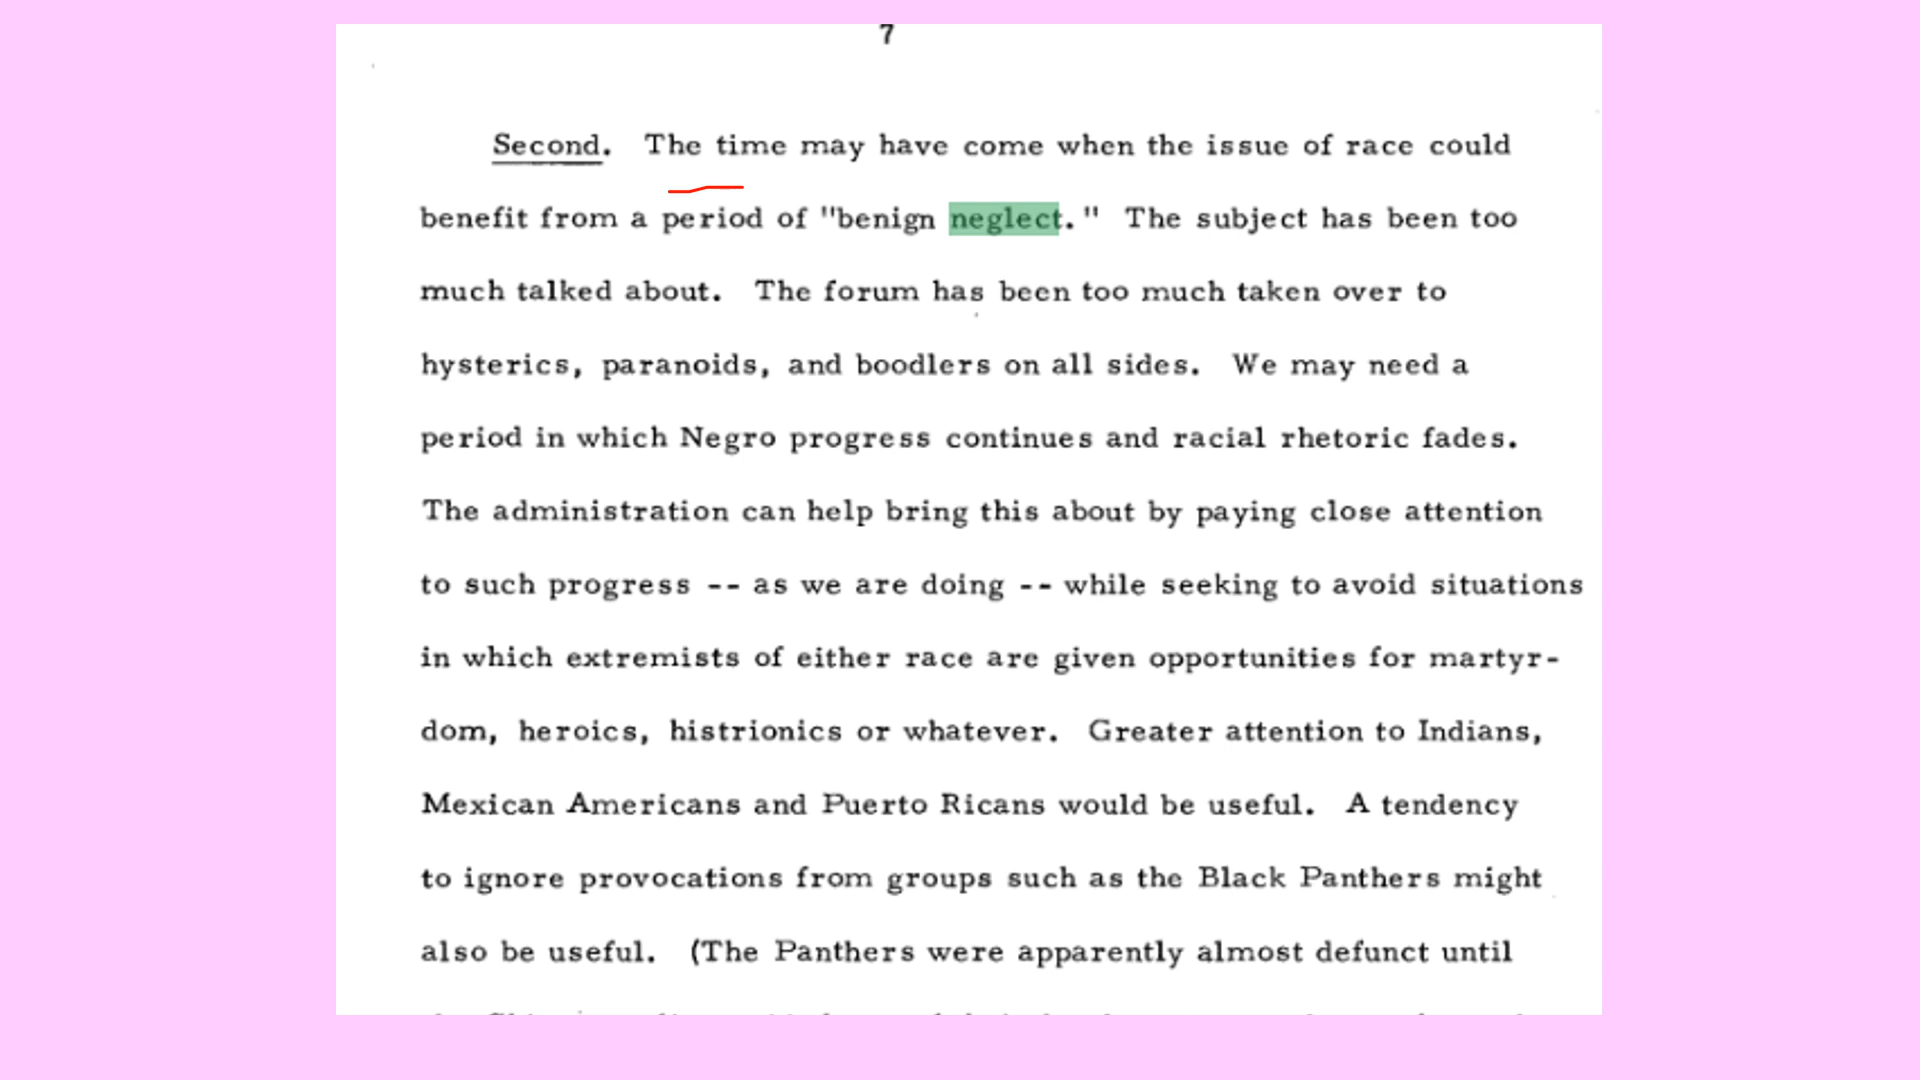 7
Second. The time may have come when the issue of race could
benefit from a period of "benign neglect." The subject has been too
much talked about. The forum has been too much taken over to
hysterics, paranoids, and boodlers on all sides. We may need a
period in which Negro progress continues and racial rhetoric fades.
The administration can help bring this about by paying close attention
to such progress -- as we are doing -- while seeking to avoid situations
in which extremists of either race are given opportunities for martyr-
dom, heroics, histrionics or whatever. Greater attention to Indians,
Mexican Americans and Puerto Ricans would be useful. A tendency
to ignore provocations from groups such as the Black Panthers might
also be useful. (The Panthers were apparently almost defunct until